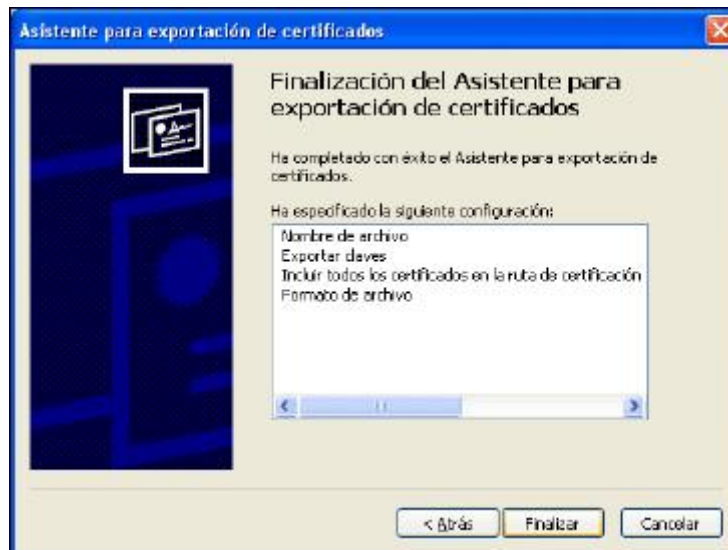 Asistente para exportación de certificados
Finalización del Asistente para
exportación de certificados
Ha completado con éxito el Asistente para exportación de
certificados.
Ha especificado la siguiente configuración:
Nombre de archivo
Exportar claves
Incluir todos los certificados en la ruta de certificación
Formato de archivo
< Atrás
Finalizar
Cancelar